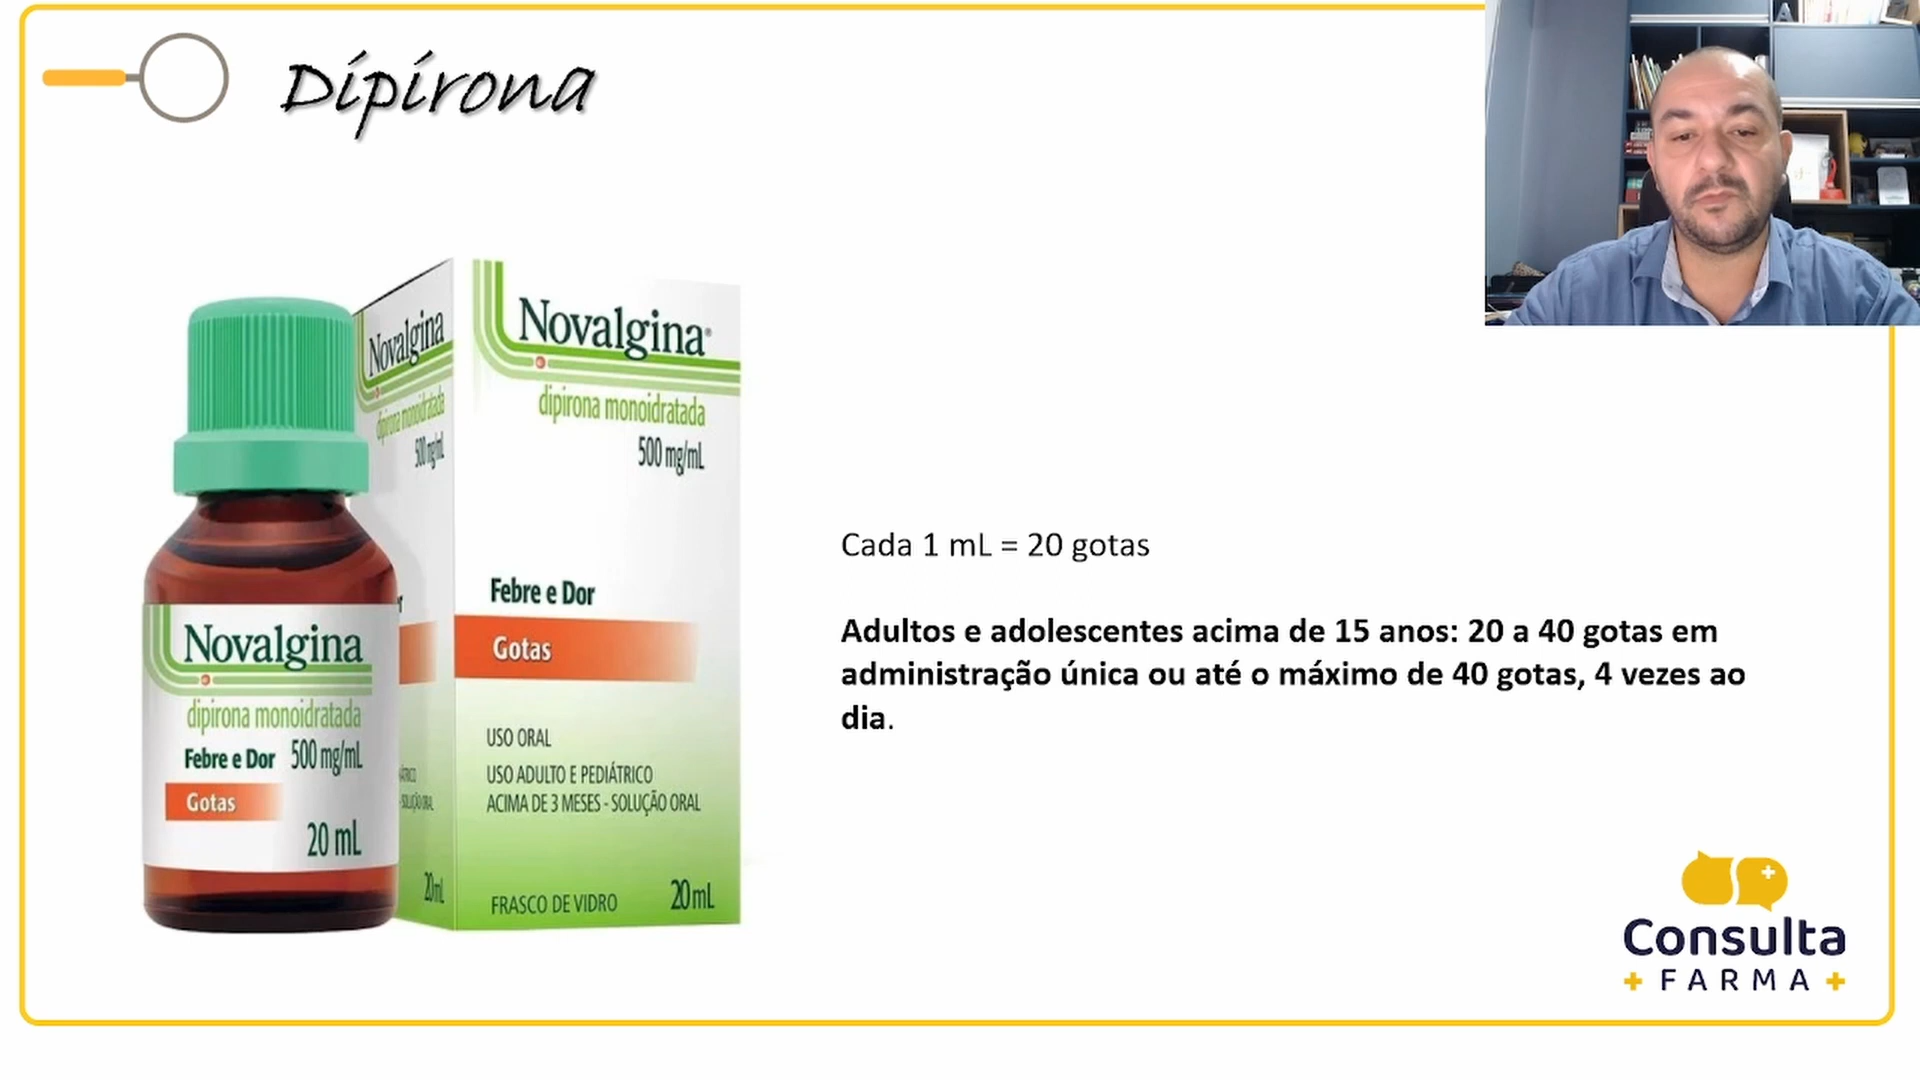 Dipirona
Novalgina
dipirona monoidratada
500 mg/mL
20mL
Novalgina®
dipirona monoidratada
500 mg/mL
Febre e Dor
Gotas
USO ORAL
USO ADULTO E PEDIÁTRICO
ACIMA DE 3 MESES - SOLUÇÃO ORAL
FRASCO DE VIDRO 20mL
Novalgina
dipirona monoidratada
Febre e Dor 500 mg/mL
Gotas
20 mL
Cada 1 mL = 20 gotas
Adultos e adolescentes acima de 15 anos: 20 a 40 gotas em
administração única ou até o máximo de 40 gotas, 4 vezes ao
dia.
Consulta
FARMA